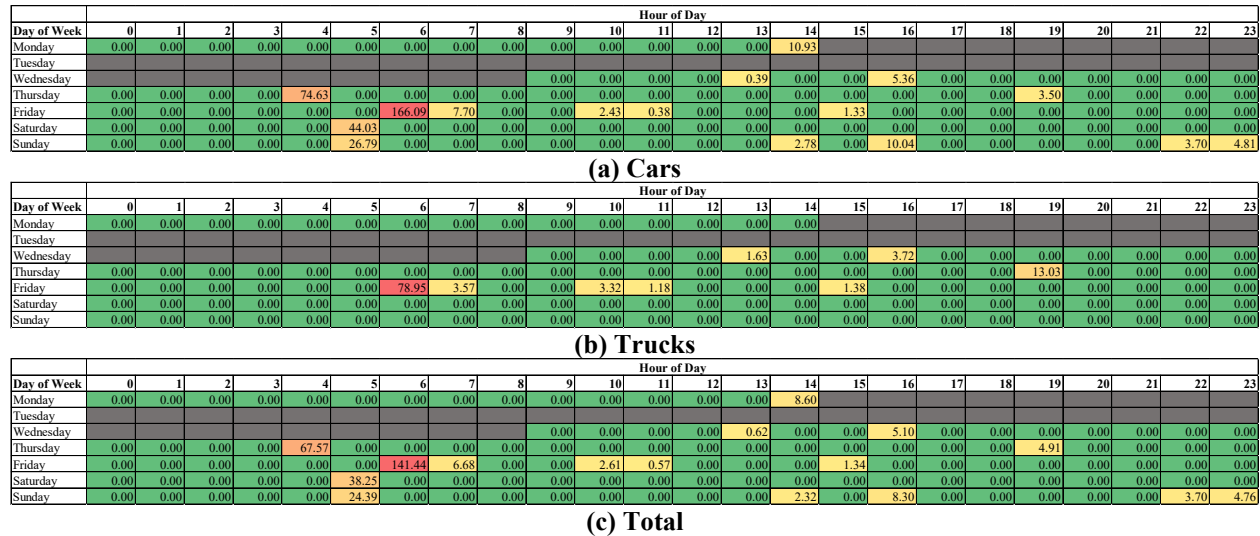 Hour of Day
Day of Week 0 1 2 3 4 5 6 7 8 9 10 11 12 13 14 15 16 17 18 19 20 21 22 23
Monday 0.00 0.00 0.00 0.00 0.00 0.00 0.00 0.00 0.00 0.00 0.00 0.00 0.00 0.00 10.93
Tuesday
Wednesday 0.00 0.00 0.00 0.00 0.39 0.00 0.00 5.36 0.00 0.00 0.00 0.00 0.00 0.00 0.00
Thursday 0.00 0.00 0.00 0.00 74.63 0.00 0.00 0.00 0.00 0.00 0.00 0.00 0.00 0.00 0.00 0.00 0.00 0.00 0.00 3.50 0.00 0.00 0.00 0.00
Friday 0.00 0.00 0.00 0.00 0.00 0.00 166.09 7.70 0.00 0.00 2.43 0.38 0.00 0.00 0.00 1.33 0.00 0.00 0.00 0.00 0.00 0.00 0.00 0.00
Saturday 0.00 0.00 0.00 0.00 0.00 44.03 0.00 0.00 0.00 0.00 0.00 0.00 0.00 0.00 0.00 0.00 0.00 0.00 0.00 0.00 0.00 0.00 0.00 0.00
Sunday 0.00 0.00 0.00 0.00 0.00 26.79 0.00 0.00 0.00 0.00 0.00 0.00 0.00 0.00 2.78 0.00 10.04 0.00 0.00 0.00 0.00 0.00 3.70 4.81
(a) Cars
Hour of Day
Day of Week 0 1 2 3 4 5 6 7 8 9 10 11 12 13 14 15 16 17 18 19 20 21 22 23
Monday 0.00 0.00 0.00 0.00 0.00 0.00 0.00 0.00 0.00 0.00 0.00 0.00 0.00 0.00 0.00
Tuesday
Wednesday 0.00 0.00 0.00 0.00 1.63 0.00 0.00 3.72 0.00 0.00 0.00 0.00 0.00 0.00 0.00
Thursday 0.00 0.00 0.00 0.00 0.00 0.00 0.00 0.00 0.00 0.00 0.00 0.00 0.00 0.00 0.00 0.00 0.00 0.00 0.00 13.03 0.00 0.00 0.00 0.00
Friday 0.00 0.00 0.00 0.00 0.00 0.00 78.95 3.57 0.00 0.00 3.32 1.18 0.00 0.00 0.00 1.38 0.00 0.00 0.00 0.00 0.00 0.00 0.00 0.00
Saturday 0.00 0.00 0.00 0.00 0.00 0.00 0.00 0.00 0.00 0.00 0.00 0.00 0.00 0.00 0.00 0.00 0.00 0.00 0.00 0.00 0.00 0.00 0.00 0.00
Sunday 0.00 0.00 0.00 0.00 0.00 0.00 0.00 0.00 0.00 0.00 0.00 0.00 0.00 0.00 0.00 0.00 0.00 0.00 0.00 0.00 0.00 0.00 0.00 0.00
(b) Trucks
Hour of Day
Day of Week 0 1 2 3 4 5 6 7 8 9 10 11 12 13 14 15 16 17 18 19 20 21 22 23
Monday 0.00 0.00 0.00 0.00 0.00 0.00 0.00 0.00 0.00 0.00 0.00 0.00 0.00 0.00 8.60
Tuesday
Wednesday 0.00 0.00 0.00 0.00 0.62 0.00 0.00 5.10 0.00 0.00 0.00 0.00 0.00 0.00 0.00
Thursday 0.00 0.00 0.00 0.00 67.57 0.00 0.00 0.00 0.00 0.00 0.00 0.00 0.00 0.00 0.00 0.00 0.00 0.00 0.00 4.91 0.00 0.00 0.00 0.00
Friday 0.00 0.00 0.00 0.00 0.00 0.00 141.44 6.68 0.00 0.00 2.61 0.57 0.00 0.00 0.00 1.34 0.00 0.00 0.00 0.00 0.00 0.00 0.00 0.00
Saturday 0.00 0.00 0.00 0.00 0.00 38.25 0.00 0.00 0.00 0.00 0.00 0.00 0.00 0.00 0.00 0.00 0.00 0.00 0.00 0.00 0.00 0.00 0.00 0.00
Sunday 0.00 0.00 0.00 0.00 0.00 24.39 0.00 0.00 0.00 0.00 0.00 0.00 0.00 0.00 2.32 0.00 8.30 0.00 0.00 0.00 0.00 0.00 3.70 4.76
(c) Total